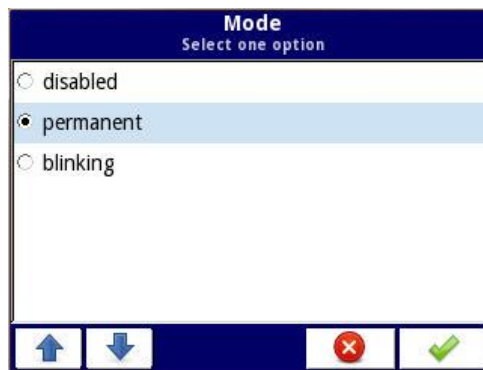 Mode
Select one option
disabled
permanent
blinking